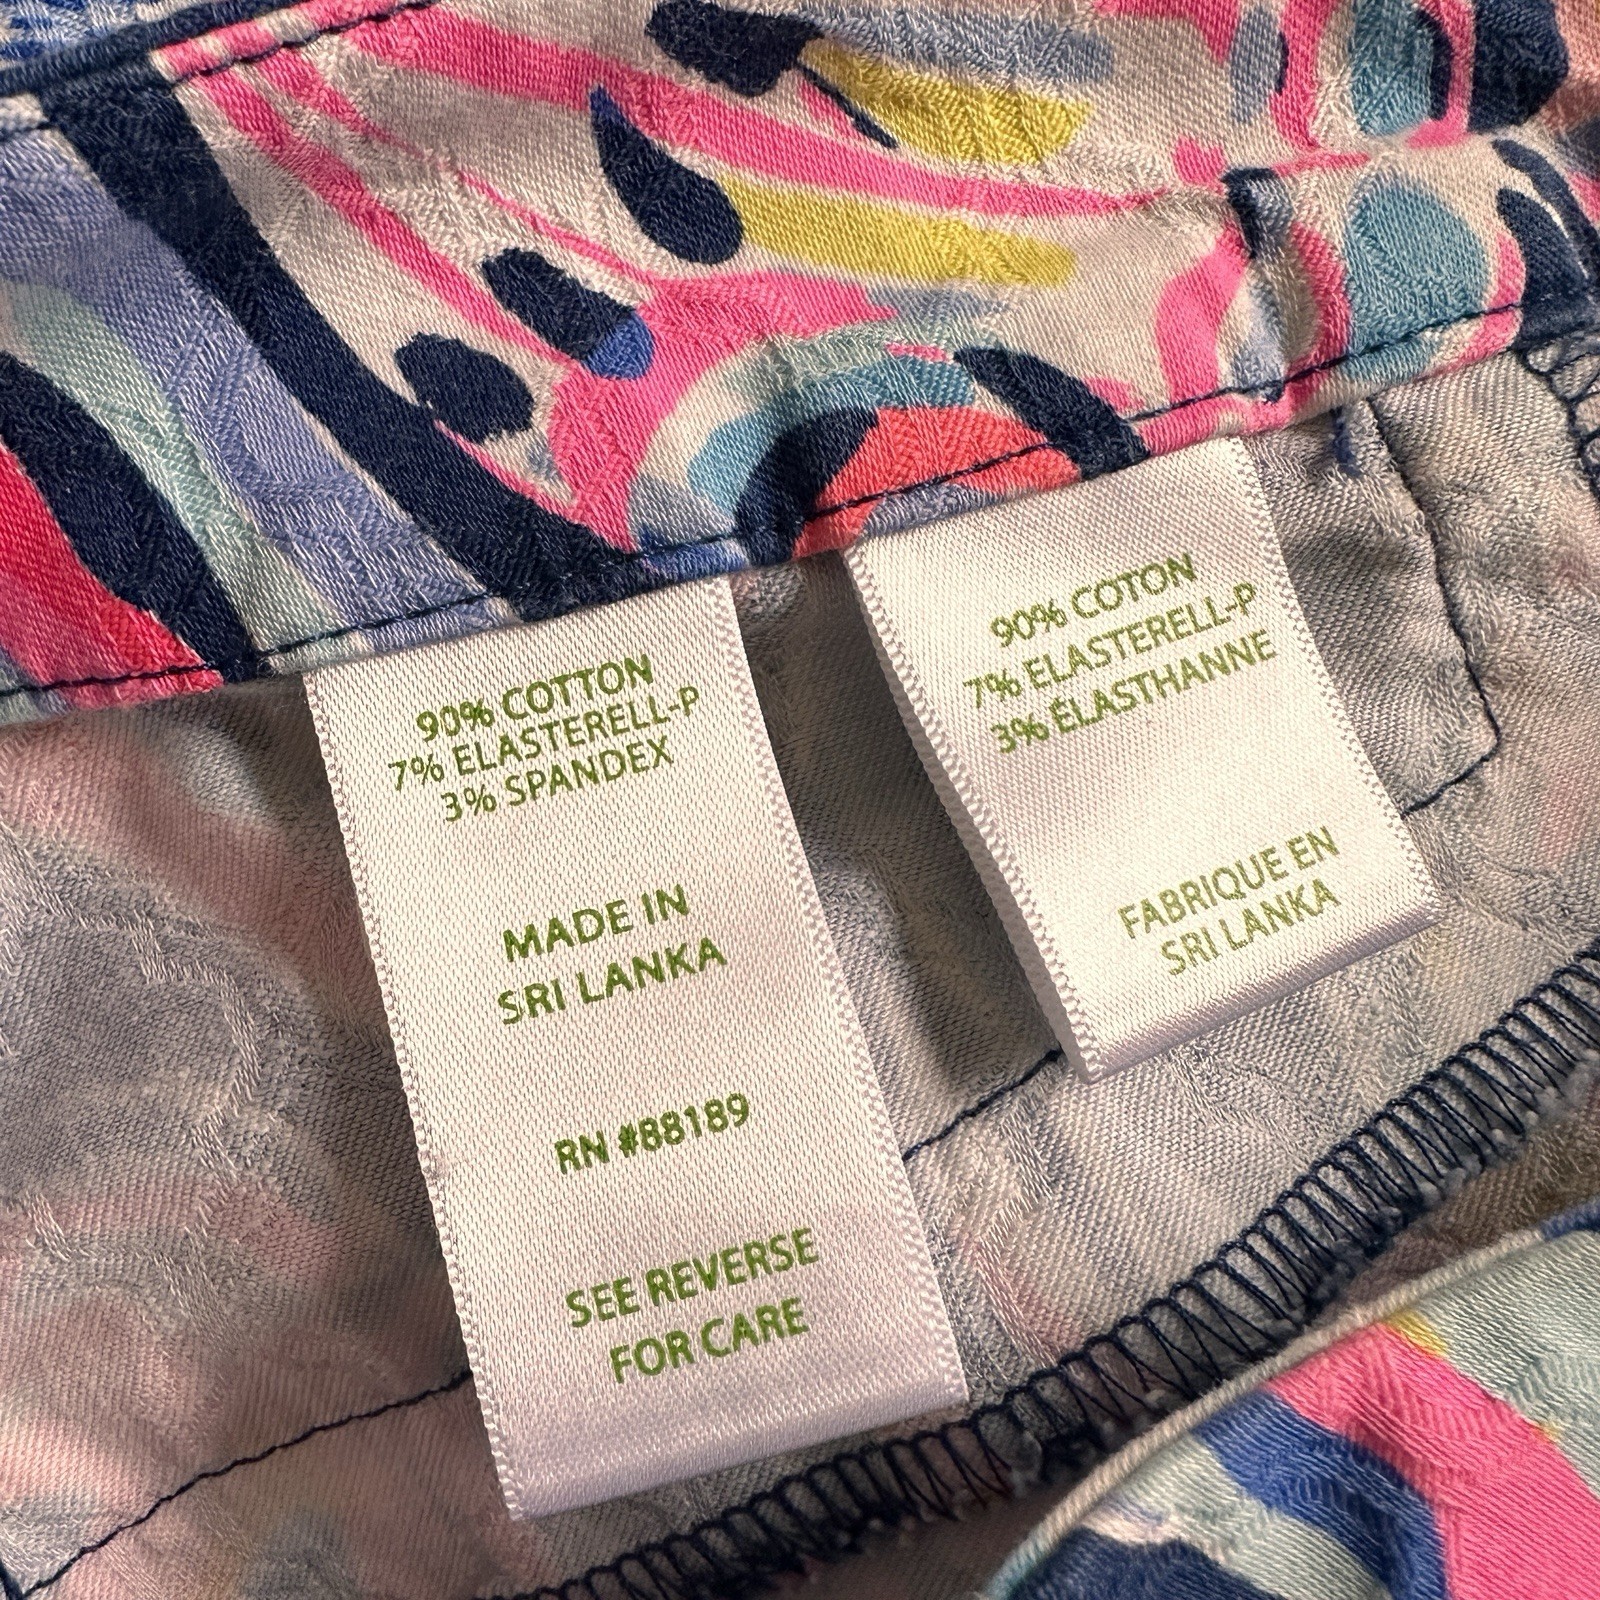 90% COTTON
7% ELASTERELL-P
3% SPANDEX
MADE IN
SRI LANKA
RN #88189
SEE REVERSE
FOR CARE
90% COTON
7% ELASTERELL-P
3% ÉLASTHANNE
FABRIQUE EN
SRI LANKA